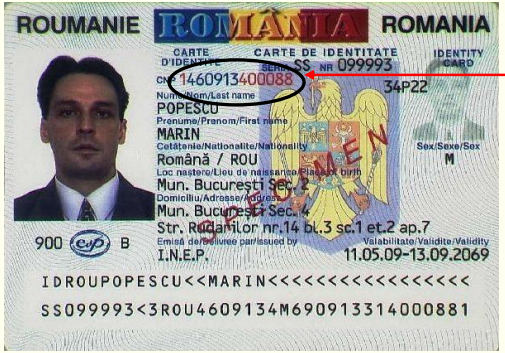 ROUMANIE ROMÂNIA ROMANIA
CARTE D'IDENTITE CARTE DE IDENTITATE IDENTITY CARD
SERIA SS NR 099993
CNP 1460913400088 34P22
Nume/Nom/Last name
POPESCU
Prenume/Prenom/First name
MARIN
Cetăţenie/Nationalite/Nationality Sex/Sexe/Sex
Română / ROU M
Loc nastere/Lieu de naissance/Place of birth
Mun. Bucureşti Sec. 2
Domiciliu/Adresse/Address
Mun. Bucureşti Sec. 4
Str. Rudarilor nr.14 bl.3 sc.1 et.2 ap.7
SPECIMEN
900 B
Emisă de/Delivree par/Issued by Valabilitate/Validite/Validity
I.N.E.P. 11.05.09-13.09.2069
IDROUPOPESCU<<MARIN<<<<<<<<<<<<<<<<<
SS099993<3ROU4609134M690913314000881